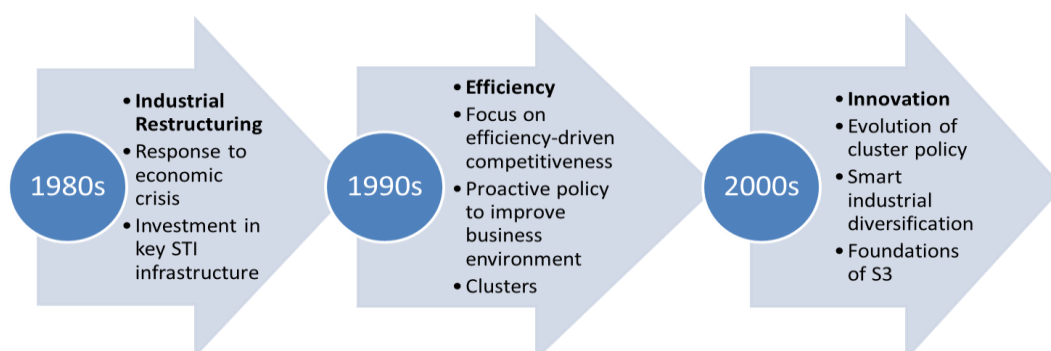 1980s
• Industrial
Restructuring
• Response to
economic
crisis
• Investment in
key STI
infrastructure
1990s
• Efficiency
• Focus on
efficiency-driven
competitiveness
• Proactive policy
to improve
business
environment
• Clusters
2000s
• Innovation
• Evolution of
cluster policy
• Smart
industrial
diversification
• Foundations
of S3